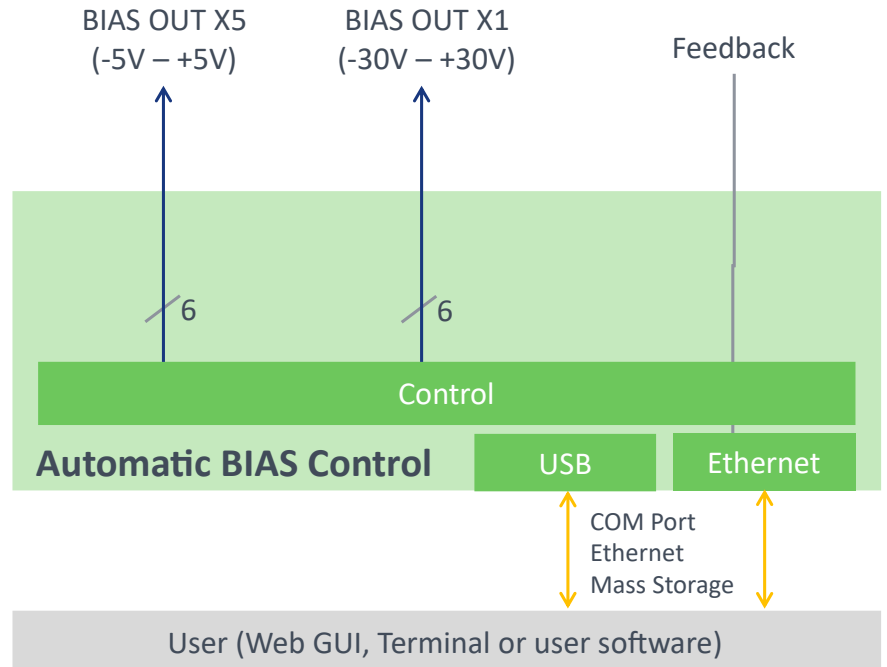 BIAS OUT X5
(-5V – +5V)
BIAS OUT X1
(-30V – +30V)
Feedback
6
6
Control
Automatic BIAS Control
USB
Ethernet
COM Port
Ethernet
Mass Storage
User (Web GUI, Terminal or user software)